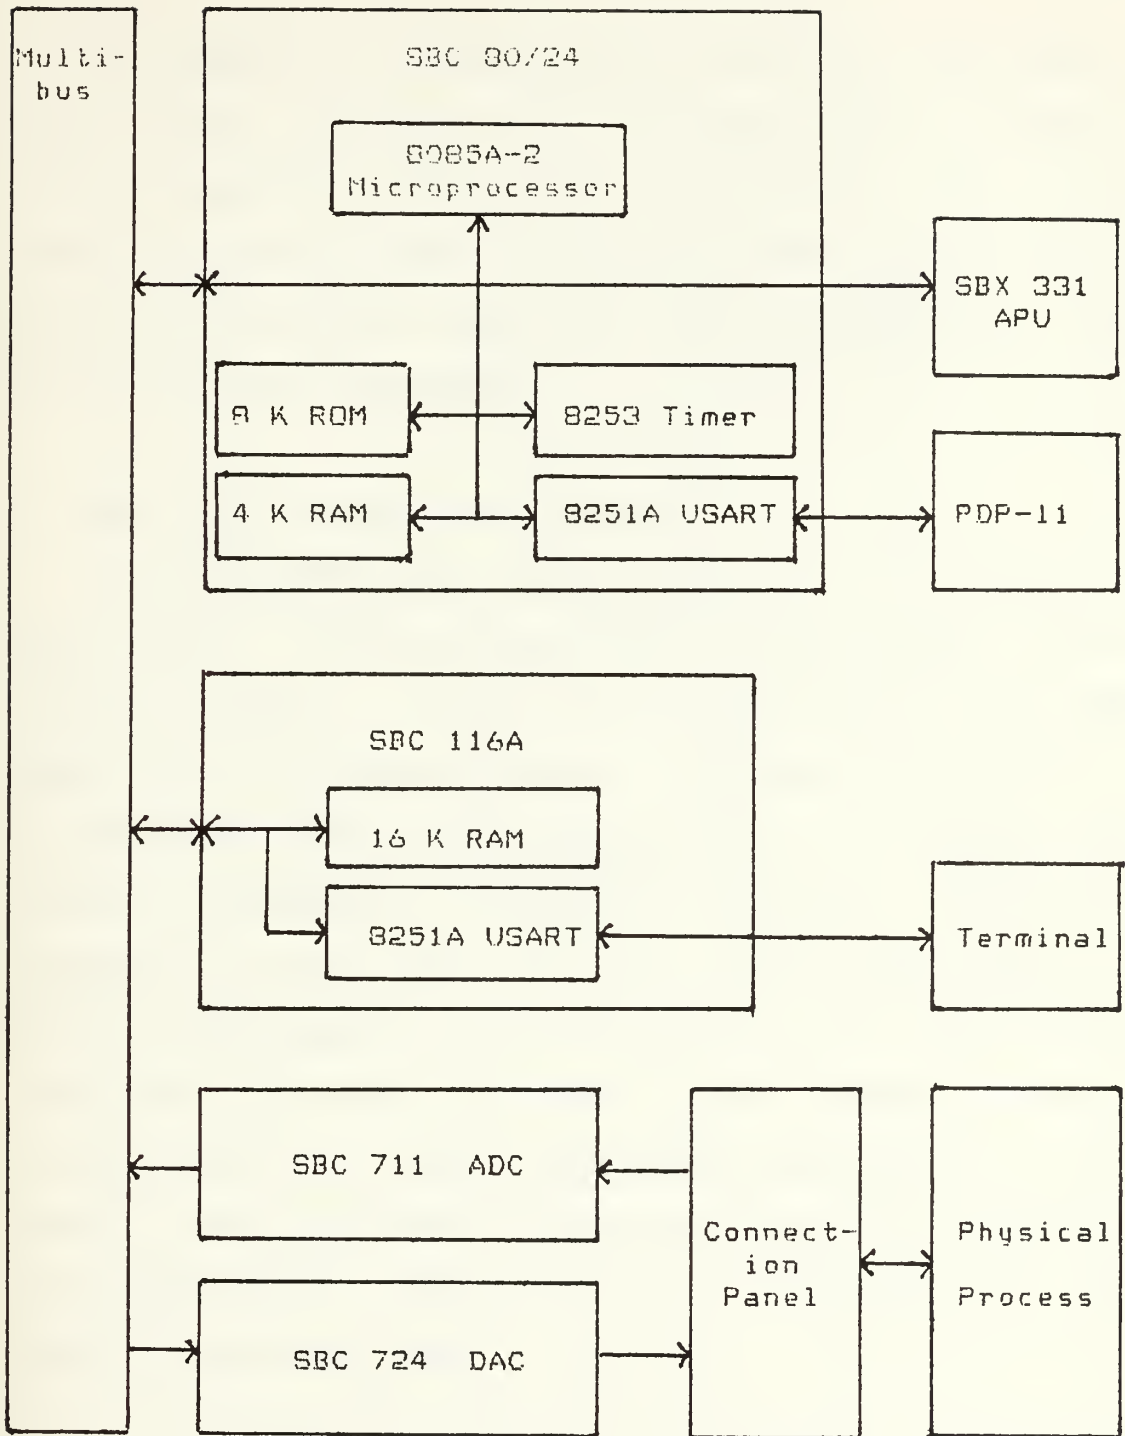 Multi-
bus
SBC 80/24
8085A-2
Microprocessor
SBX 331
APU
8 K ROM
8253 Timer
4 K RAM
8251A USART
PDP-11
SBC 116A
16 K RAM
8251A USART
Terminal
SBC 711 ADC
Connect-
ion
Panel
Physical
Process
SBC 724 DAC